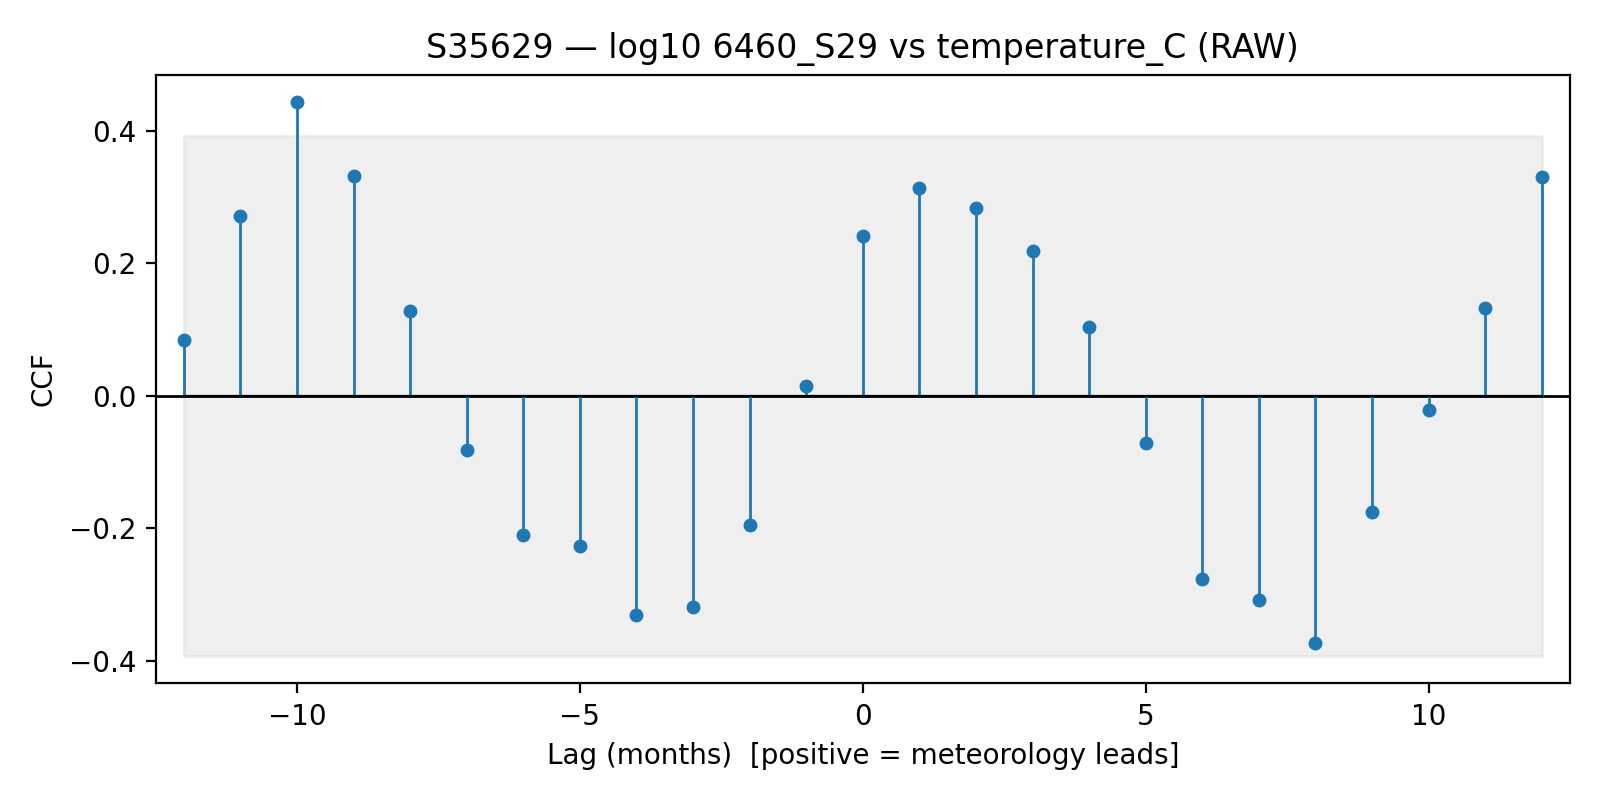 S35629 — log10 6460_S29 vs temperature_C (RAW)
0.4
0.2
0.0
−0.2
−0.4
CCF
−10 −5 0 5 10
Lag (months)  [positive = meteorology leads]